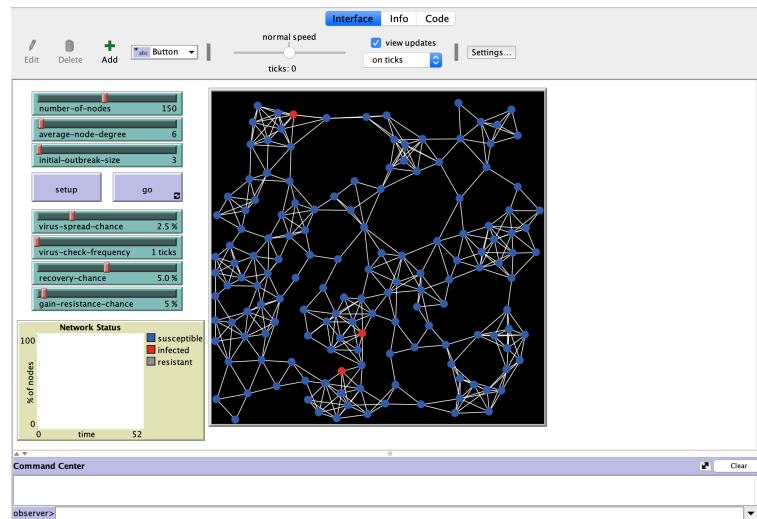 Interface Info Code
normal speed
view updates
Edit Delete Add
abc Button
on ticks
Settings...
ticks: 0
number-of-nodes 150
average-node-degree 6
initial-outbreak-size 3
setup go
virus-spread-chance 2.5 %
virus-check-frequency 1 ticks
recovery-chance 5.0 %
gain-resistance-chance 5 %
Network Status
100
% of nodes
0
0 time 52
susceptible
infected
resistant
Command Center Clear
observer>